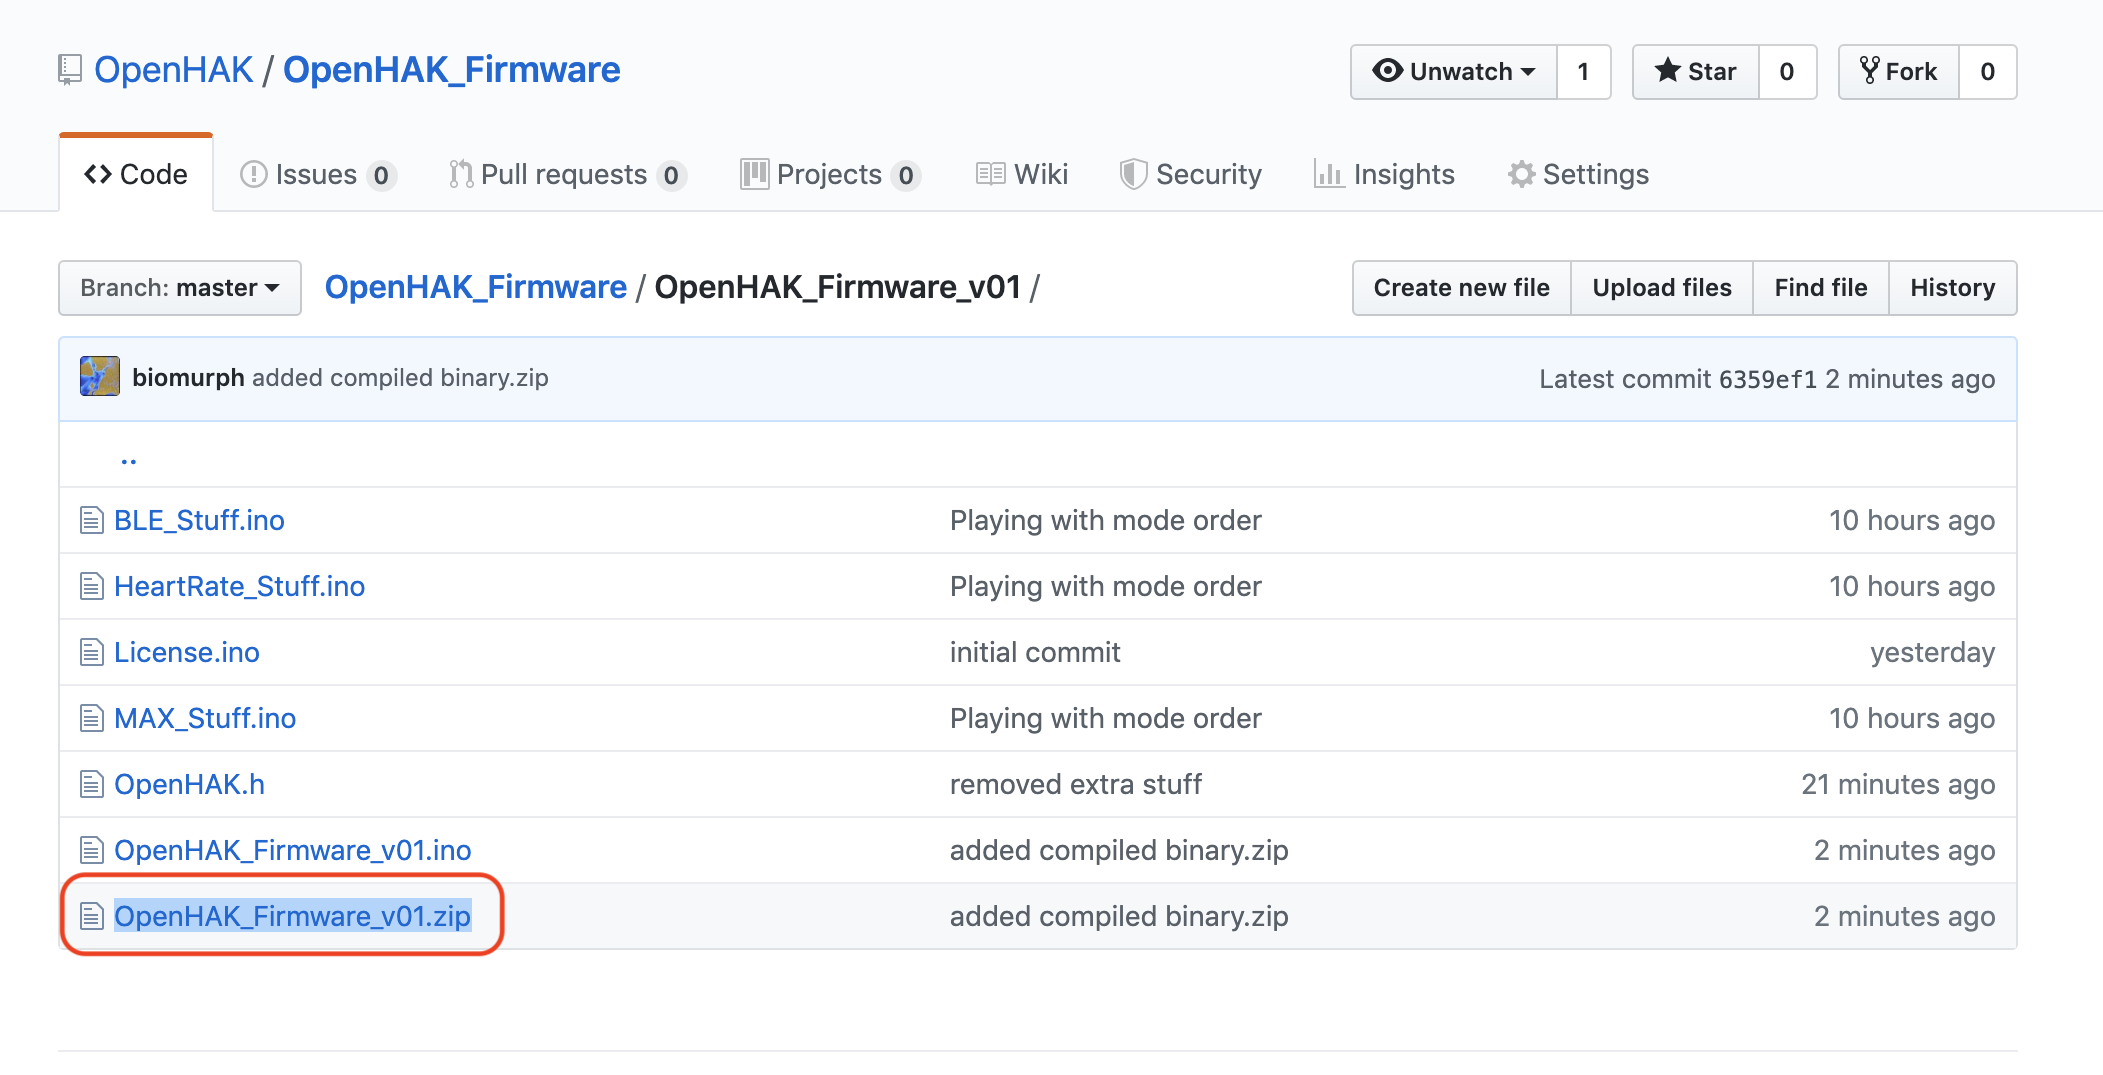 OpenHAK / OpenHAK_Firmware
Unwatch 1 Star 0 Fork 0
Code Issues 0 Pull requests 0 Projects 0 Wiki Security Insights Settings
Branch: master OpenHAK_Firmware / OpenHAK_Firmware_v01 / Create new file Upload files Find file History
biomurph added compiled binary.zip Latest commit 6359ef1 2 minutes ago
..
BLE_Stuff.ino Playing with mode order 10 hours ago
HeartRate_Stuff.ino Playing with mode order 10 hours ago
License.ino initial commit yesterday
MAX_Stuff.ino Playing with mode order 10 hours ago
OpenHAK.h removed extra stuff 21 minutes ago
OpenHAK_Firmware_v01.ino added compiled binary.zip 2 minutes ago
OpenHAK_Firmware_v01.zip added compiled binary.zip 2 minutes ago